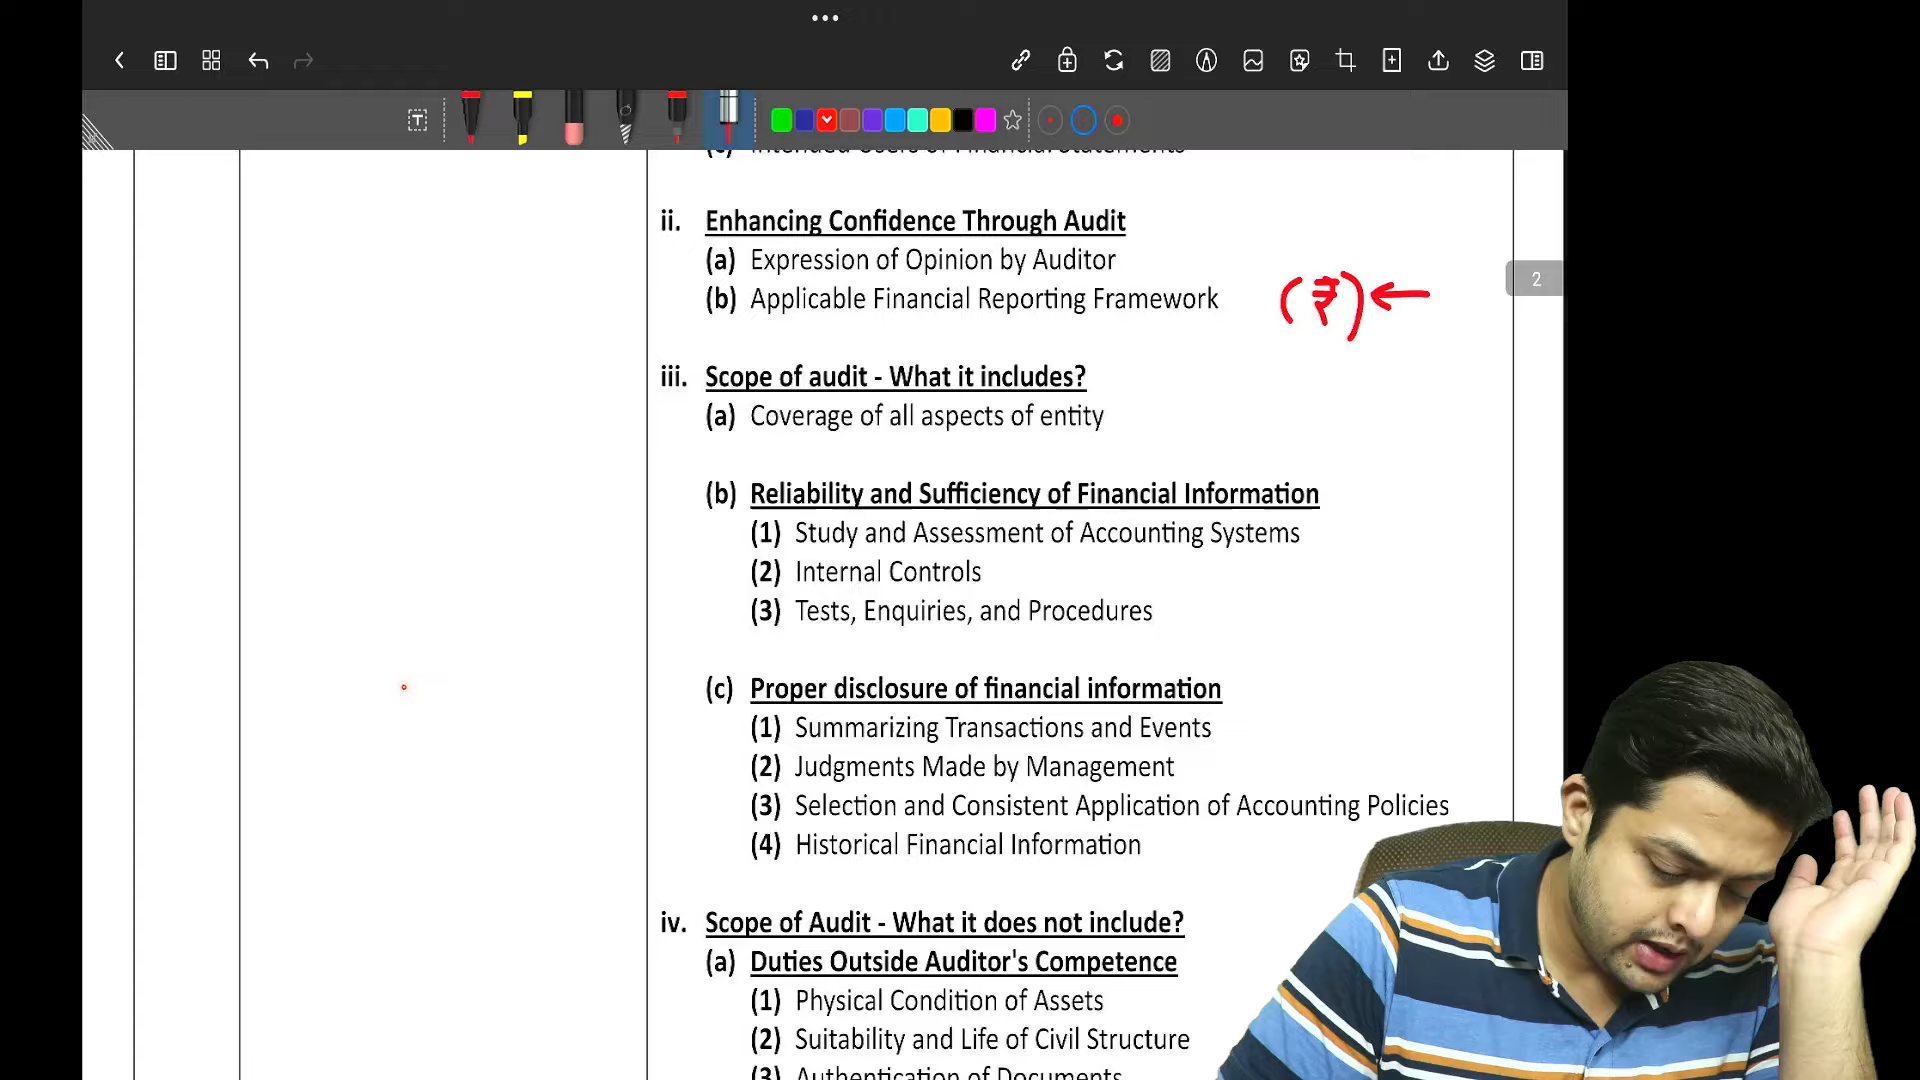 (c) Intended Users of Financial Statements
ii. Enhancing Confidence Through Audit
(a) Expression of Opinion by Auditor
(b) Applicable Financial Reporting Framework
(₹) ←
2
iii. Scope of audit - What it includes?
(a) Coverage of all aspects of entity
(b) Reliability and Sufficiency of Financial Information
(1) Study and Assessment of Accounting Systems
(2) Internal Controls
(3) Tests, Enquiries, and Procedures
(c) Proper disclosure of financial information
(1) Summarizing Transactions and Events
(2) Judgments Made by Management
(3) Selection and Consistent Application of Accounting Policies
(4) Historical Financial Information
iv. Scope of Audit - What it does not include?
(a) Duties Outside Auditor's Competence
(1) Physical Condition of Assets
(2) Suitability and Life of Civil Structure
(3) Authentication of Documents